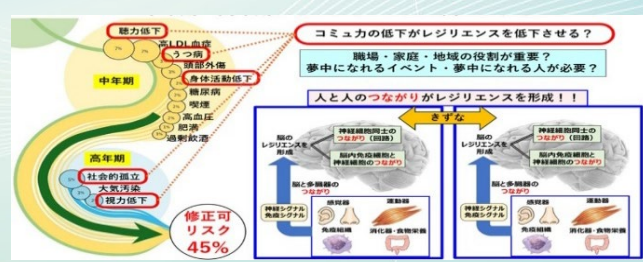 聴力低下
高LDL血症
うつ病
頭部外傷
身体活動低下
糖尿病
喫煙
高血圧
肥満
過剰飲酒
中年期
高年期
社会的孤立
大気汚染
視力低下
修正可
リスク
45%
コミュ力の低下がレジリエンスを低下させる？
職場・家庭・地域の役割が重要？
夢中になれるイベント・夢中になれる人が必要？
人と人のつながりがレジリエンスを形成！！
きずな
脳の
レジリエンスを
形成
神経細胞同士の
つながり（回路）
脳内免疫細胞と
神経細胞のつながり
脳と多臓器の
つながり
神経シグナル
免疫シグナル
感覚器
運動器
免疫組織
消化器・食物栄養
脳の
レジリエンスを
形成
神経細胞同士の
つながり（回路）
脳内免疫細胞と
神経細胞のつながり
脳と多臓器の
つながり
神経シグナル
免疫シグナル
感覚器
運動器
免疫組織
消化器・食物栄養